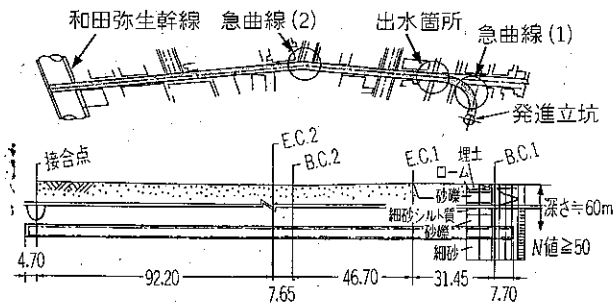 和田弥生幹線
急曲線(2)
出水箇所
急曲線(1)
発進立坑
接合点
E.C.2
B.C.2
E.C.1
埋土
B.C.1
ローム
砂礫
細砂シルト質
砂礫
細砂
深さ≒60m
N値≧50
4.70
92.20
7.65
46.70
31.45
7.70